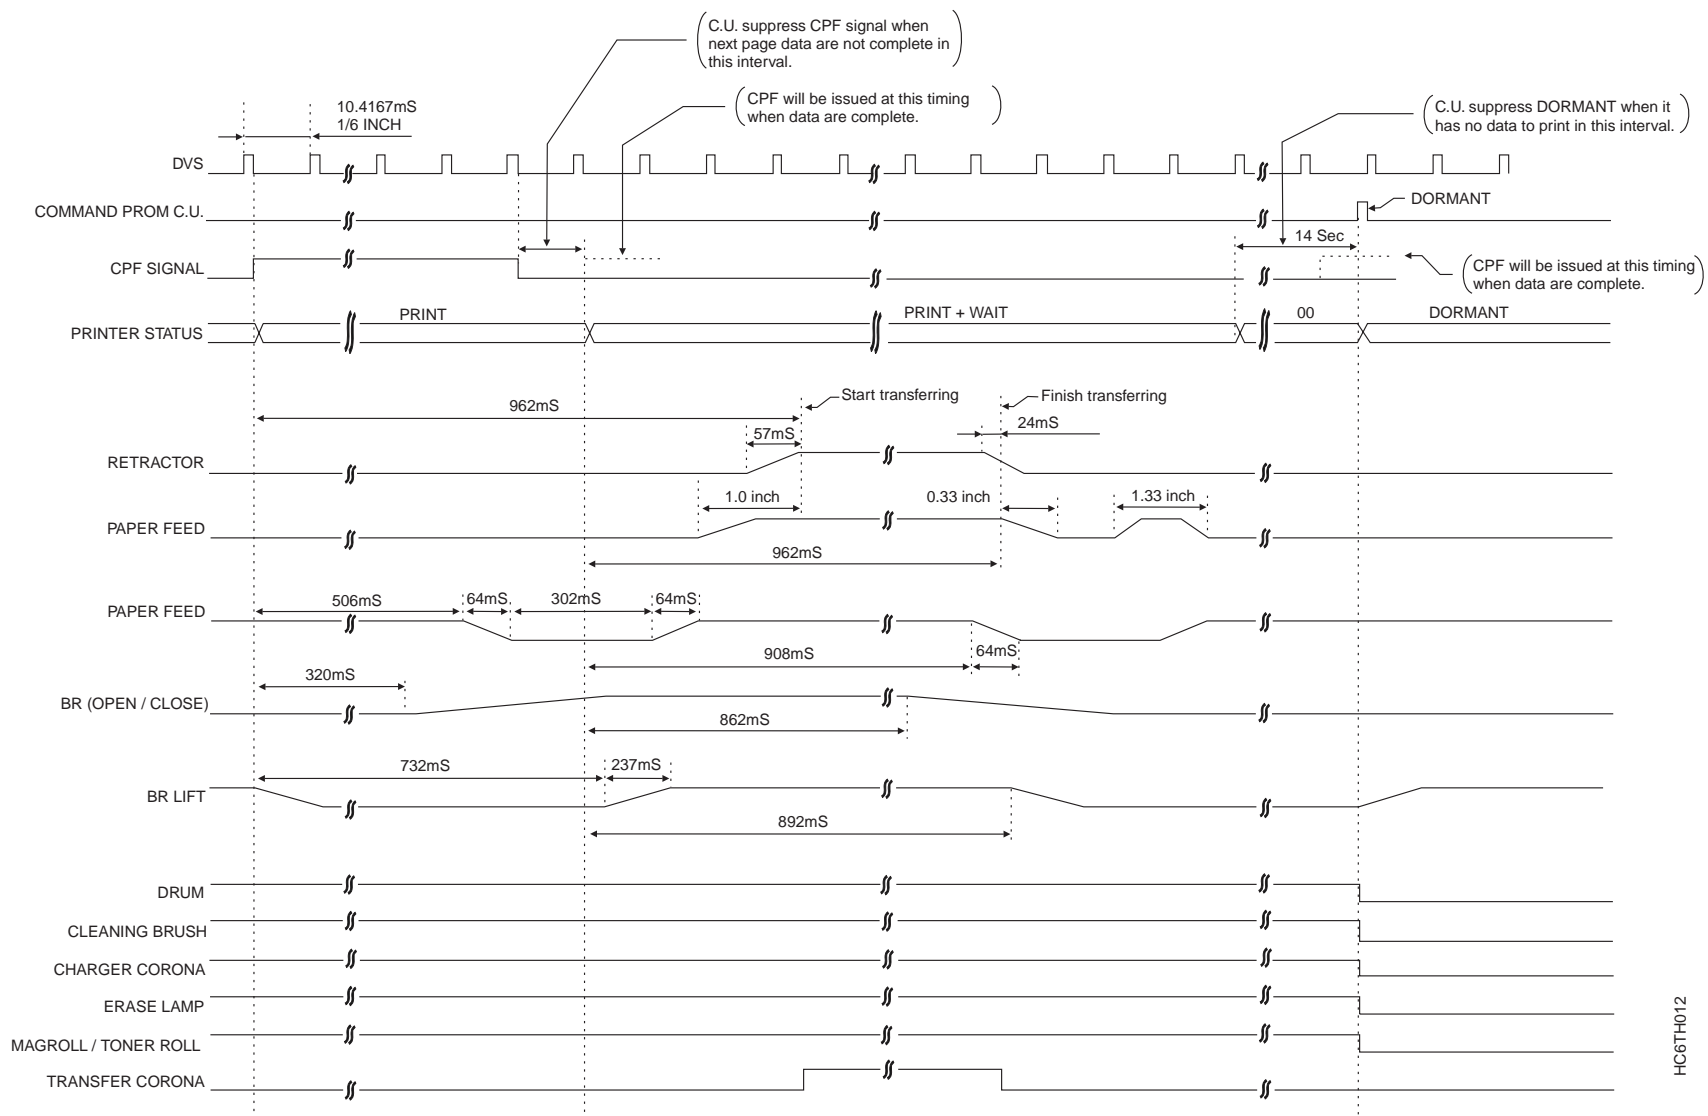 C.U. suppress CPF signal when
next page data are not complete in
this interval.
10.4167mS
1/6 INCH
CPF will be issued at this timing
when data are complete.
C.U. suppress DORMANT when it
has no data to print in this interval.
DVS
COMMAND PROM C.U.
DORMANT
14 Sec
CPF SIGNAL
CPF will be issued at this timing
when data are complete.
PRINTER STATUS
PRINT
PRINT + WAIT
00
DORMANT
962mS
Start transferring
Finish transferring
57mS
24mS
RETRACTOR
1.0 inch
0.33 inch
1.33 inch
PAPER FEED
962mS
PAPER FEED
506mS
64mS
302mS
64mS
908mS
64mS
320mS
BR (OPEN / CLOSE)
862mS
732mS
237mS
BR LIFT
892mS
DRUM
CLEANING BRUSH
CHARGER CORONA
ERASE LAMP
MAGROLL / TONER ROLL
TRANSFER CORONA
HC6TH012